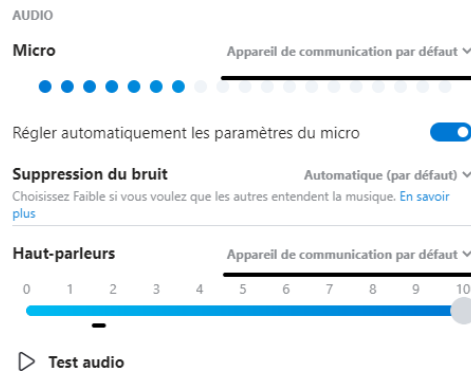 AUDIO
Micro Appareil de communication par défaut
Régler automatiquement les paramètres du micro
Suppression du bruit Automatique (par défaut)
Choisissez Faible si vous voulez que les autres entendent la musique. En savoir
plus
Haut-parleurs Appareil de communication par défaut
0 1 2 3 4 5 6 7 8 9 10
Test audio